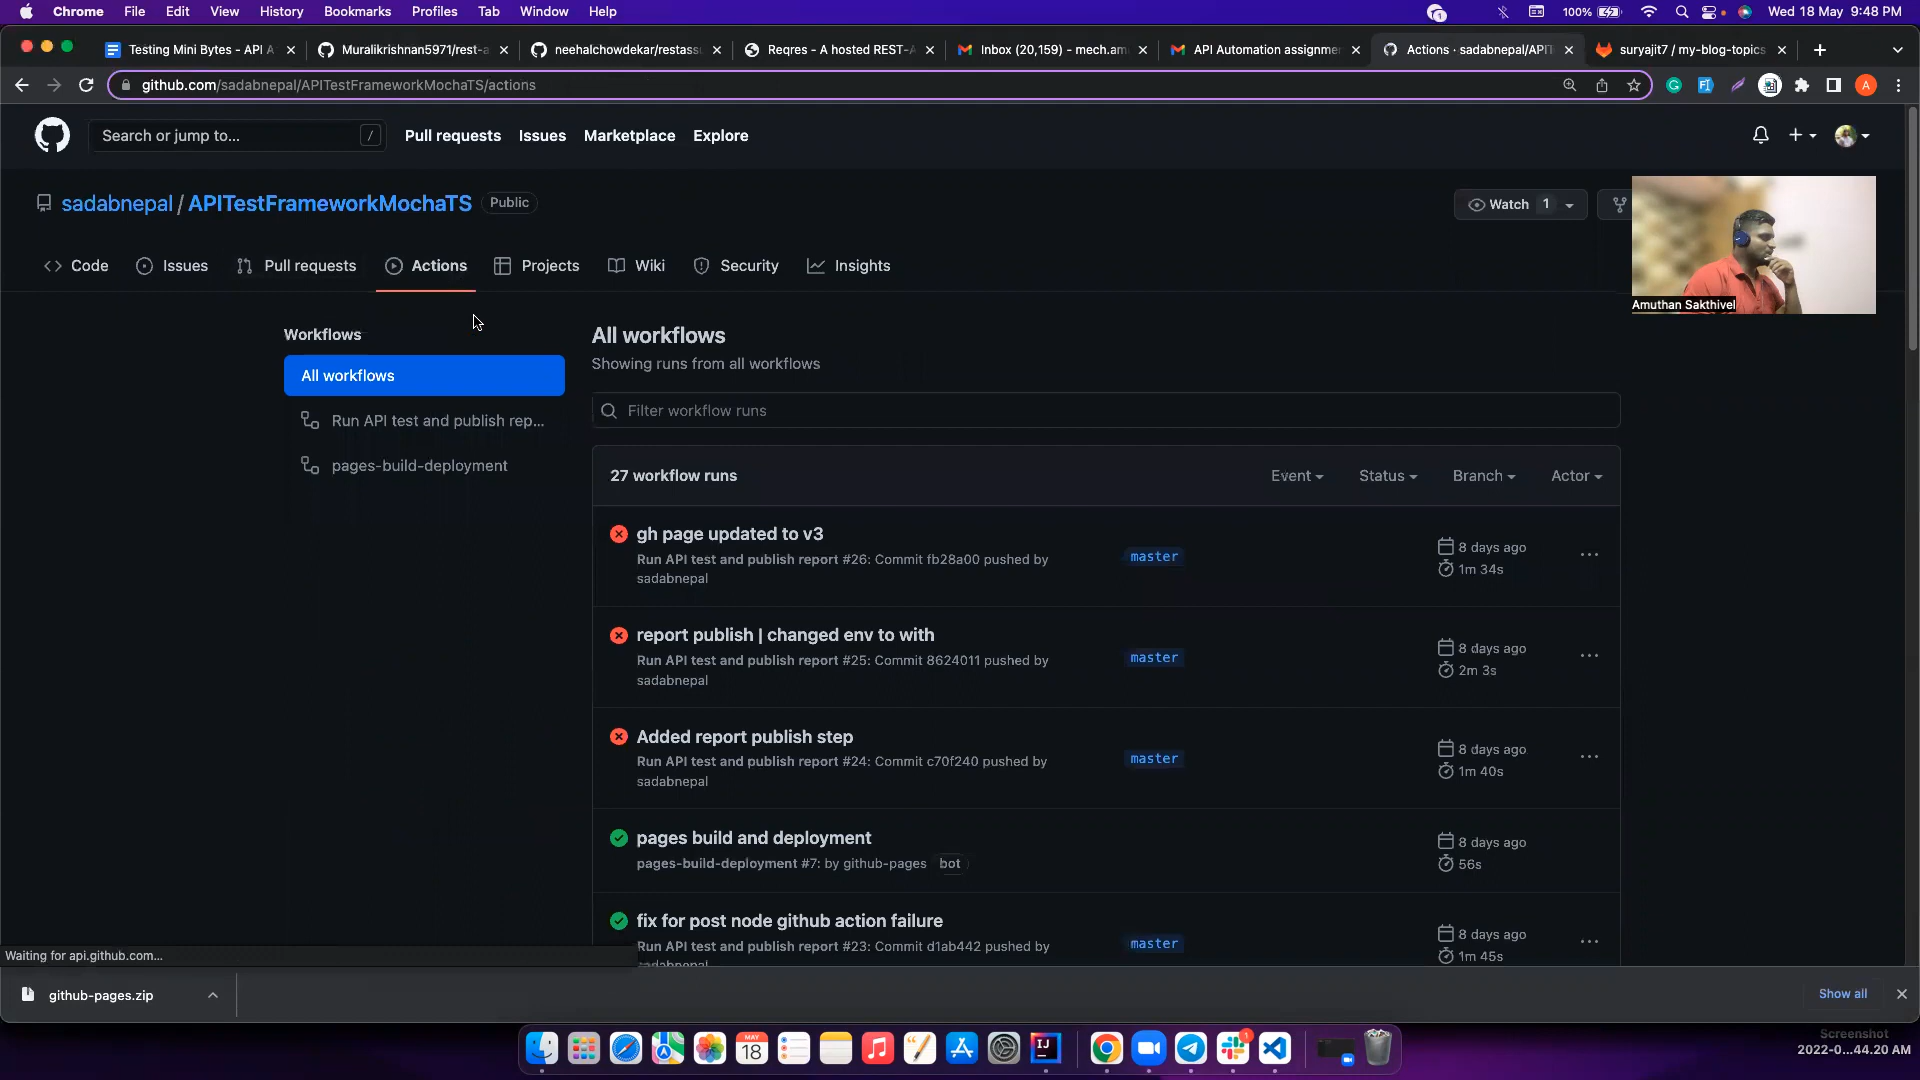 Chrome File Edit View History Bookmarks Profiles Tab Window Help
1
100%
Wed 18 May 9:48 PM
Testing Mini Bytes - API A
Muralikrishnan5971/rest-a
neehalchowdekar/restassu
Reqres - A hosted REST-A
Inbox (20,159) - mech.am
API Automation assignmen
Actions · sadabnepal/APIT
suryajit7 / my-blog-topics
github.com/sadabnepal/APITestFrameworkMochaTS/actions
A
Search or jump to...
/
Pull requests Issues Marketplace Explore
sadabnepal / APITestFrameworkMochaTS
Public
Watch 1
Amuthan Sakthivel
Code
Issues
Pull requests
Actions
Projects
Wiki
Security
Insights
Workflows
All workflows
Run API test and publish rep...
pages-build-deployment
All workflows
Showing runs from all workflows
Filter workflow runs
27 workflow runs
Event Status Branch Actor
gh page updated to v3
Run API test and publish report #26: Commit fb28a00 pushed by
sadabnepal
master
8 days ago
1m 34s
report publish | changed env to with
Run API test and publish report #25: Commit 8624011 pushed by
sadabnepal
master
8 days ago
2m 3s
Added report publish step
Run API test and publish report #24: Commit c70f240 pushed by
sadabnepal
master
8 days ago
1m 40s
pages build and deployment
pages-build-deployment #7: by github-pages bot
8 days ago
56s
fix for post node github action failure
Run API test and publish report #23: Commit d1ab442 pushed by
sadabnepal
master
8 days ago
1m 45s
Waiting for api.github.com...
github-pages.zip
Show all
MAY
18
IJ
1
Screenshot
2022-0...44.20 AM